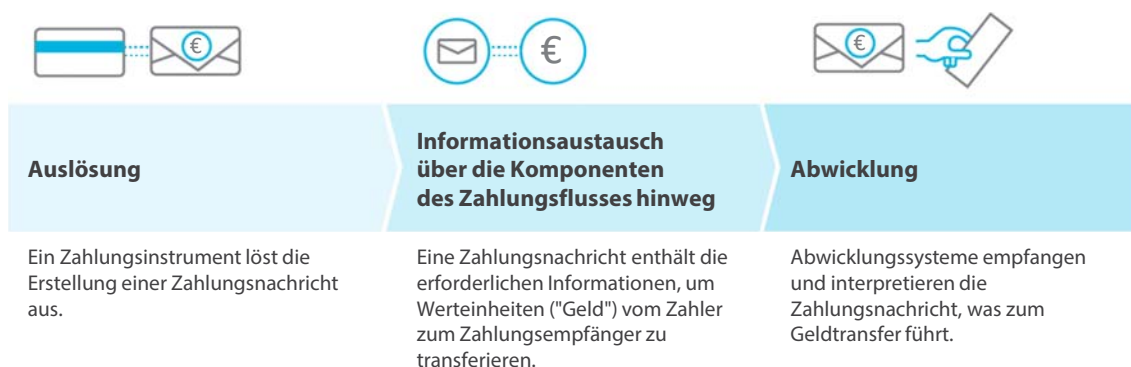 €
€
€
Auslösung
Informationsaustausch
über die Komponenten
des Zahlungsflusses hinweg
Abwicklung
Ein Zahlungsinstrument löst die
Erstellung einer Zahlungsnachricht
aus.
Eine Zahlungsnachricht enthält die
erforderlichen Informationen, um
Werteinheiten ("Geld") vom Zahler
zum Zahlungsempfänger zu
transferieren.
Abwicklungssysteme empfangen
und interpretieren die
Zahlungsnachricht, was zum
Geldtransfer führt.